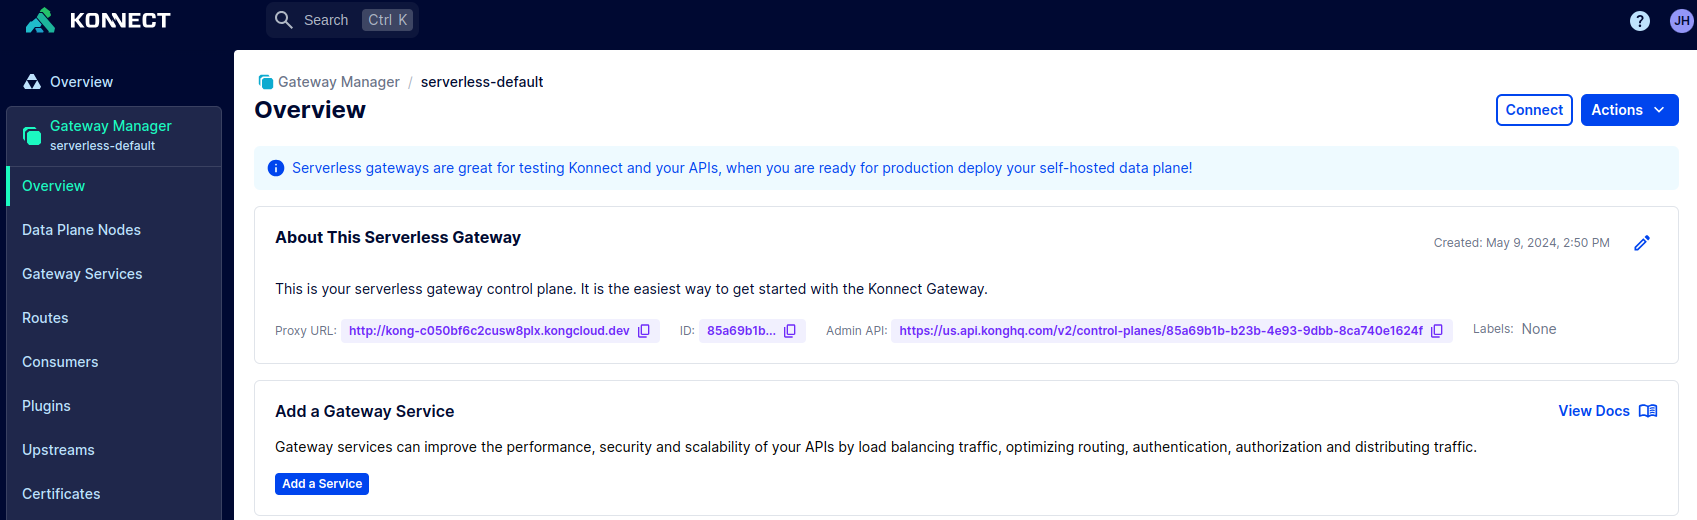 KONNECT
Search Ctrl K
? JH
Overview
Gateway Manager
serverless-default
Overview
Data Plane Nodes
Gateway Services
Routes
Consumers
Plugins
Upstreams
Certificates
Gateway Manager / serverless-default
Overview
Connect Actions
Serverless gateways are great for testing Konnect and your APIs, when you are ready for production deploy your self-hosted data plane!
About This Serverless Gateway
Created: May 9, 2024, 2:50 PM
This is your serverless gateway control plane. It is the easiest way to get started with the Konnect Gateway.
Proxy URL: http://kong-c050bf6c2cusw8plx.kongcloud.dev ID: 85a69b1b... Admin API: https://us.api.konghq.com/v2/control-planes/85a69b1b-b23b-4e93-9dbb-8ca740e1624f Labels: None
Add a Gateway Service
View Docs
Gateway services can improve the performance, security and scalability of your APIs by load balancing traffic, optimizing routing, authentication, authorization and distributing traffic.
Add a Service